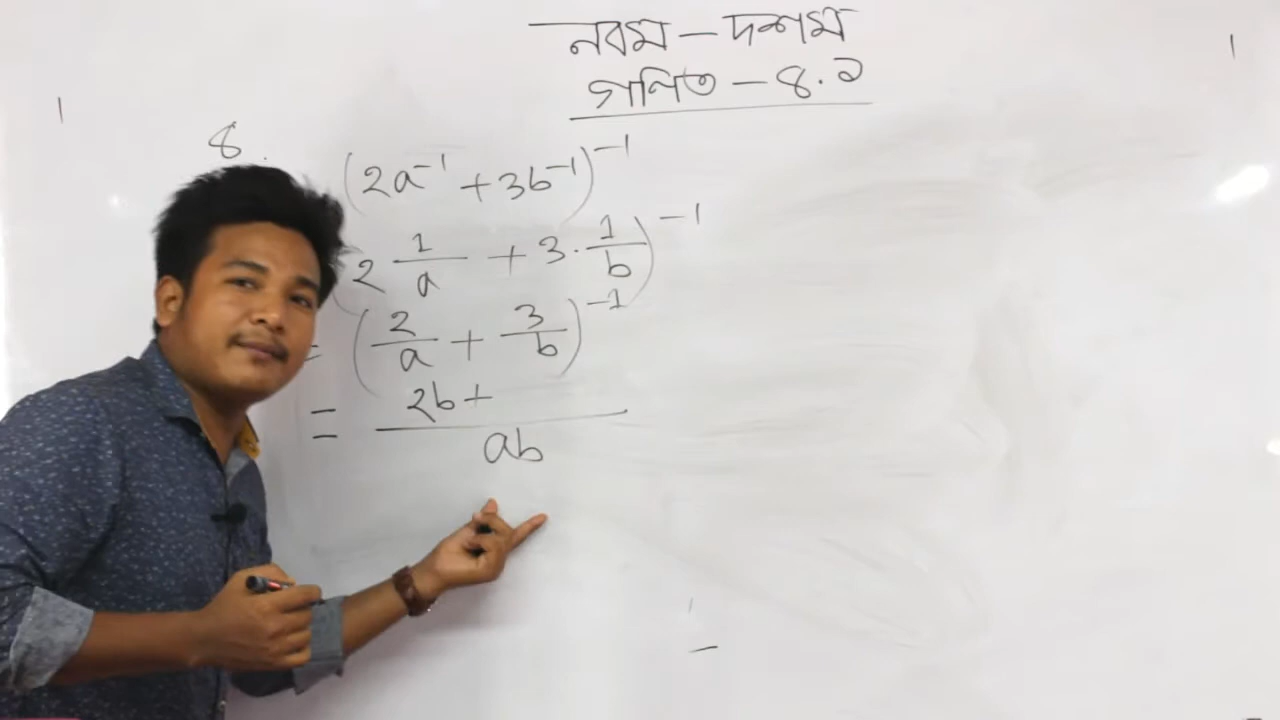 নবম – দশম
গণিত – ৪.১
৪.
(2a⁻¹ + 3b⁻¹)⁻¹
(2 1/a + 3 · 1/b)⁻¹
= (2/a + 3/b)⁻¹
= 2b + / ab